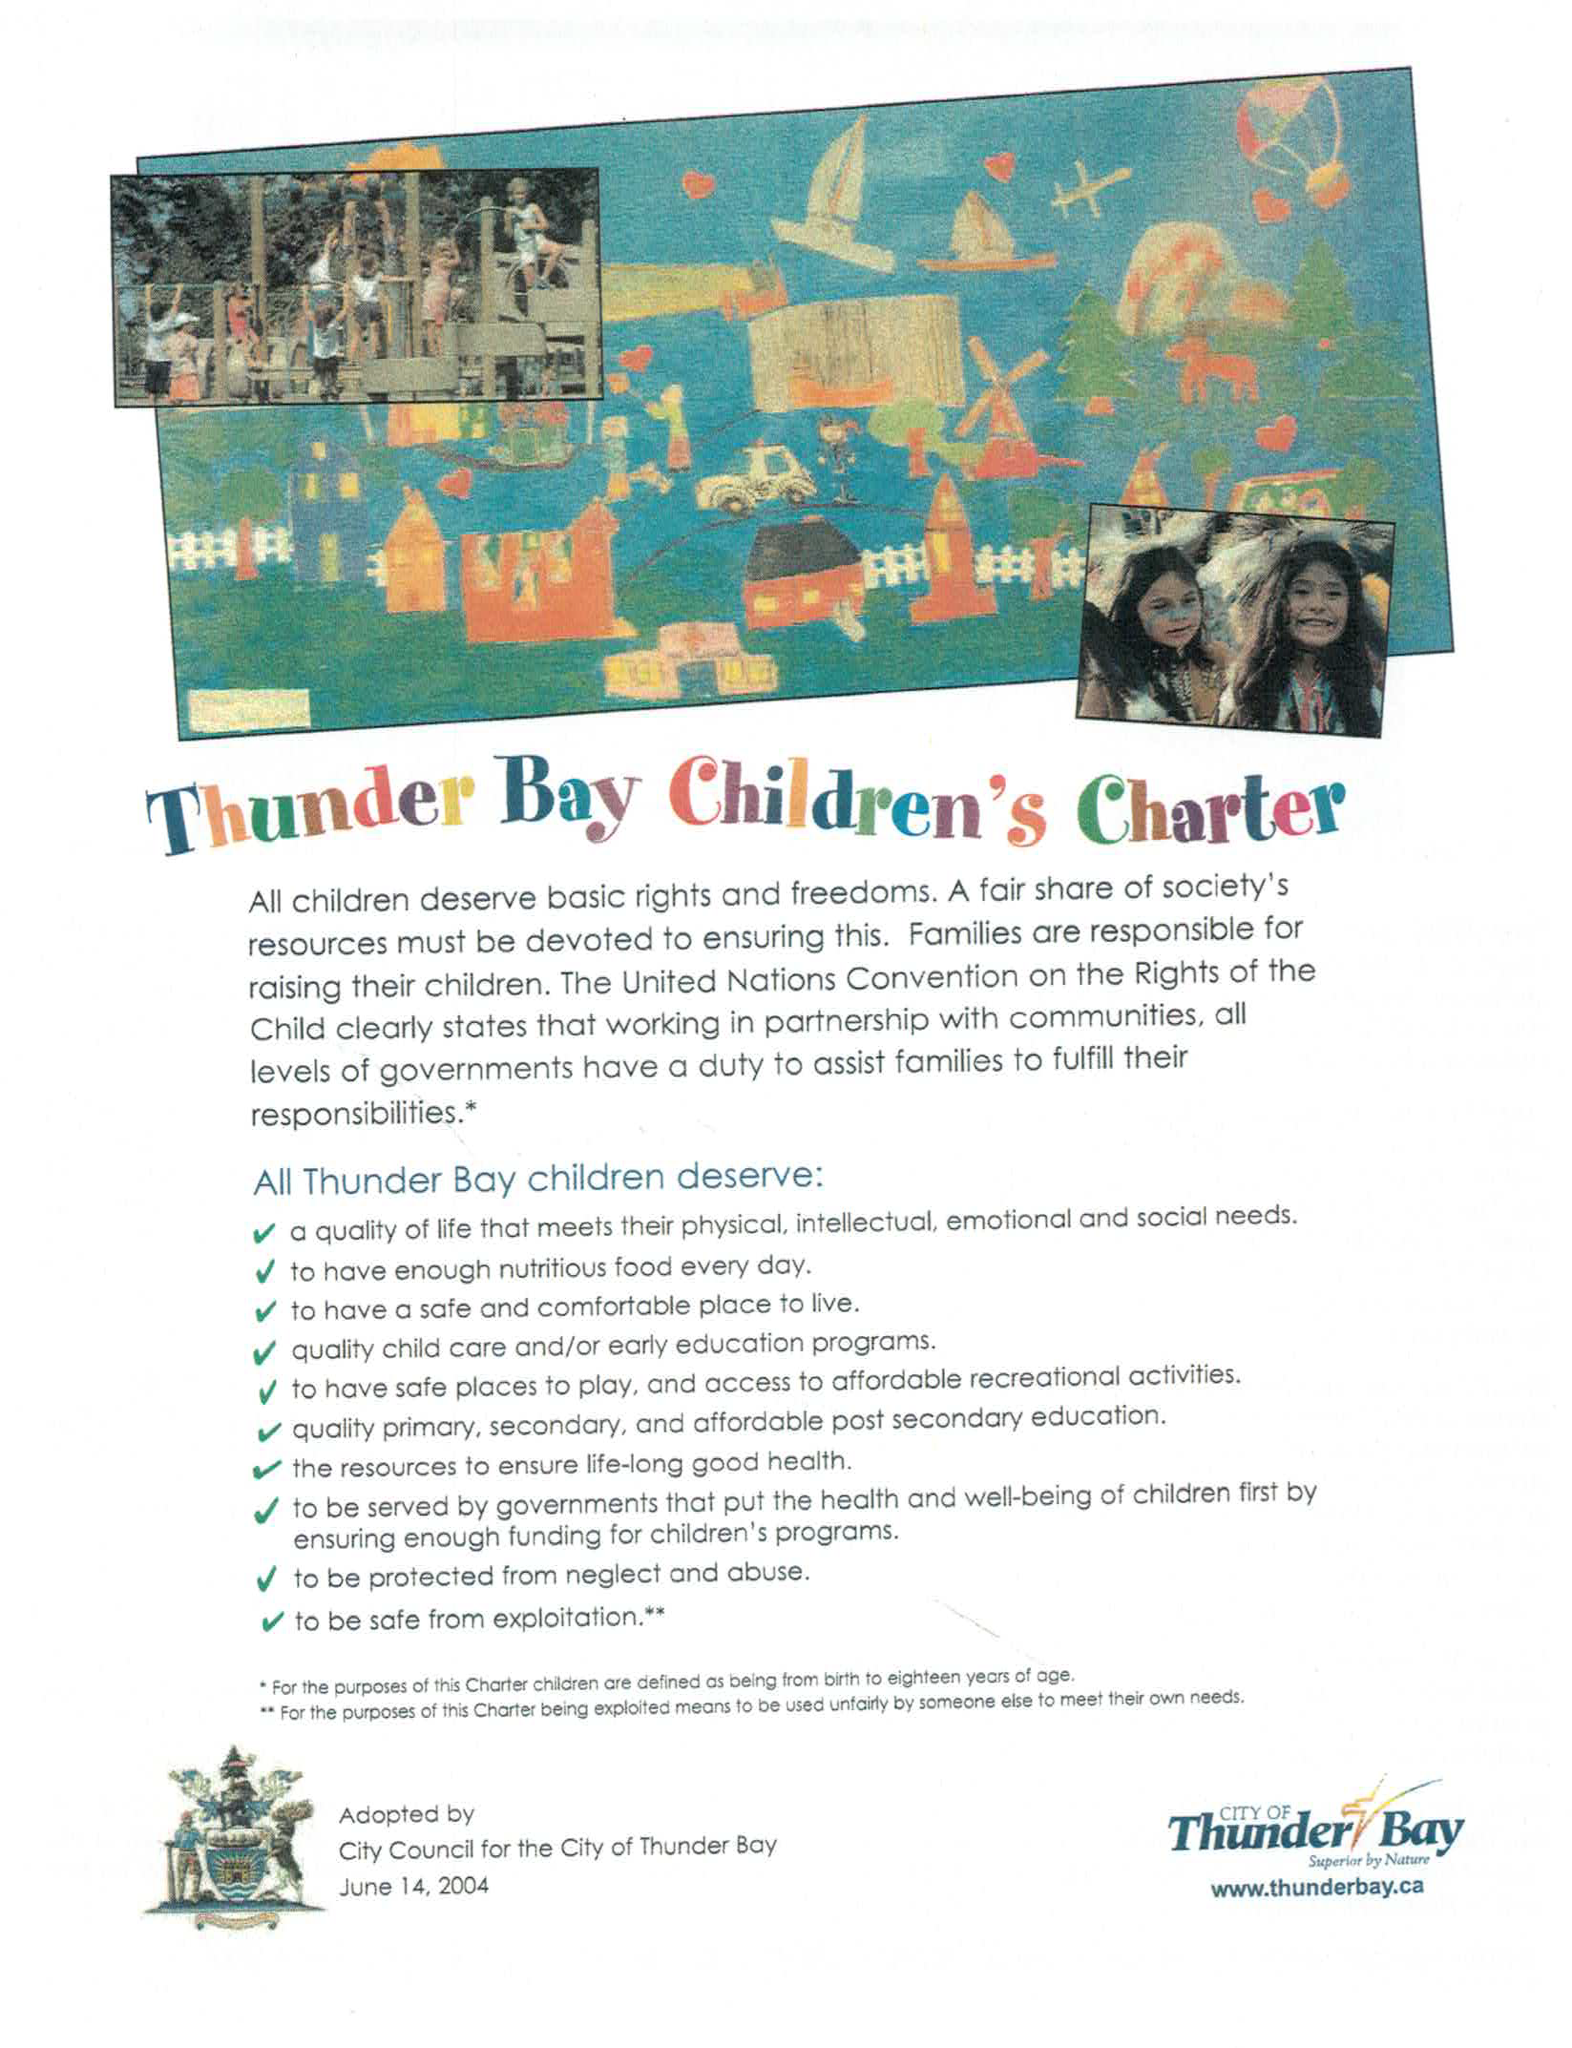 Thunder Bay Children's Charter
All children deserve basic rights and freedoms. A fair share of society's
resources must be devoted to ensuring this. Families are responsible for
raising their children. The United Nations Convention on the Rights of the
Child clearly states that working in partnership with communities, all
levels of governments have a duty to assist families to fulfill their
responsibilities.*
All Thunder Bay children deserve:
✔ a quality of life that meets their physical, intellectual, emotional and social needs.
✔ to have enough nutritious food every day.
✔ to have a safe and comfortable place to live.
✔ quality child care and/or early education programs.
✔ to have safe places to play, and access to affordable recreational activities.
✔ quality primary, secondary, and affordable post secondary education.
✔ the resources to ensure life-long good health.
✔ to be served by governments that put the health and well-being of children first by
ensuring enough funding for children's programs.
✔ to be protected from neglect and abuse.
✔ to be safe from exploitation.**
* For the purposes of this Charter children are defined as being from birth to eighteen years of age.
** For the purposes of this Charter being exploited means to be used unfairly by someone else to meet their own needs.
Adopted by
City Council for the City of Thunder Bay
June 14, 2004
CITY OF
Thunder Bay
Superior by Nature
www.thunderbay.ca